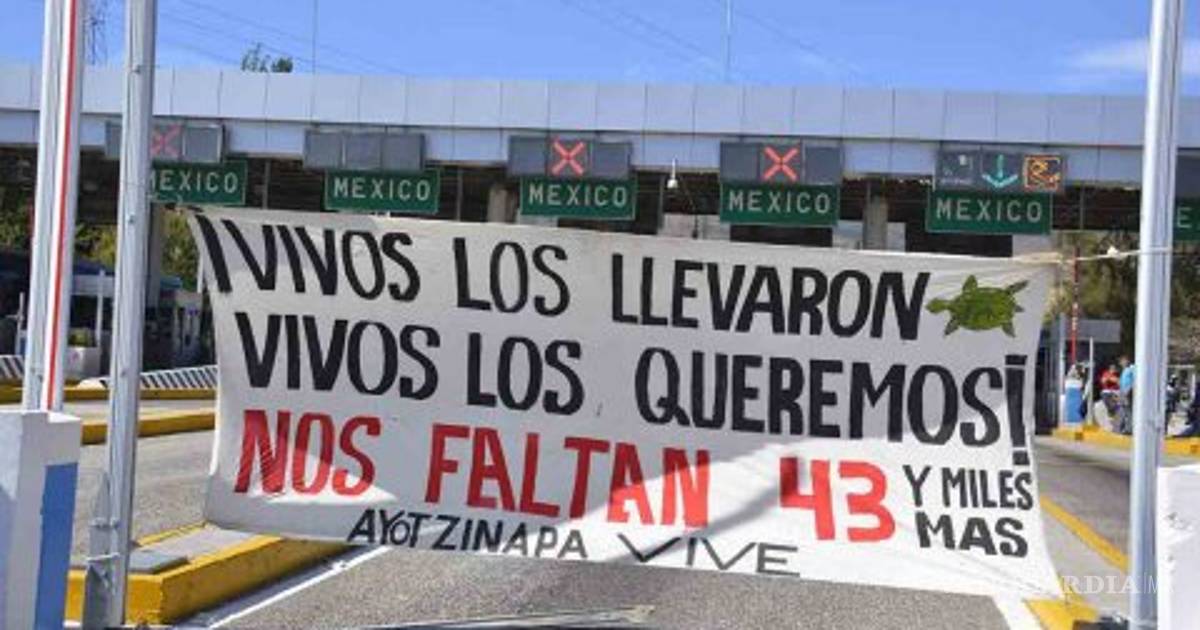 MEXICO
MEXICO
MEXICO
MEXICO
MEXICO
¡VIVOS LOS LLEVARON
VIVOS LOS QUEREMOS!
NOS FALTAN 43 Y MILES
MAS
AYOTZINAPA VIVE